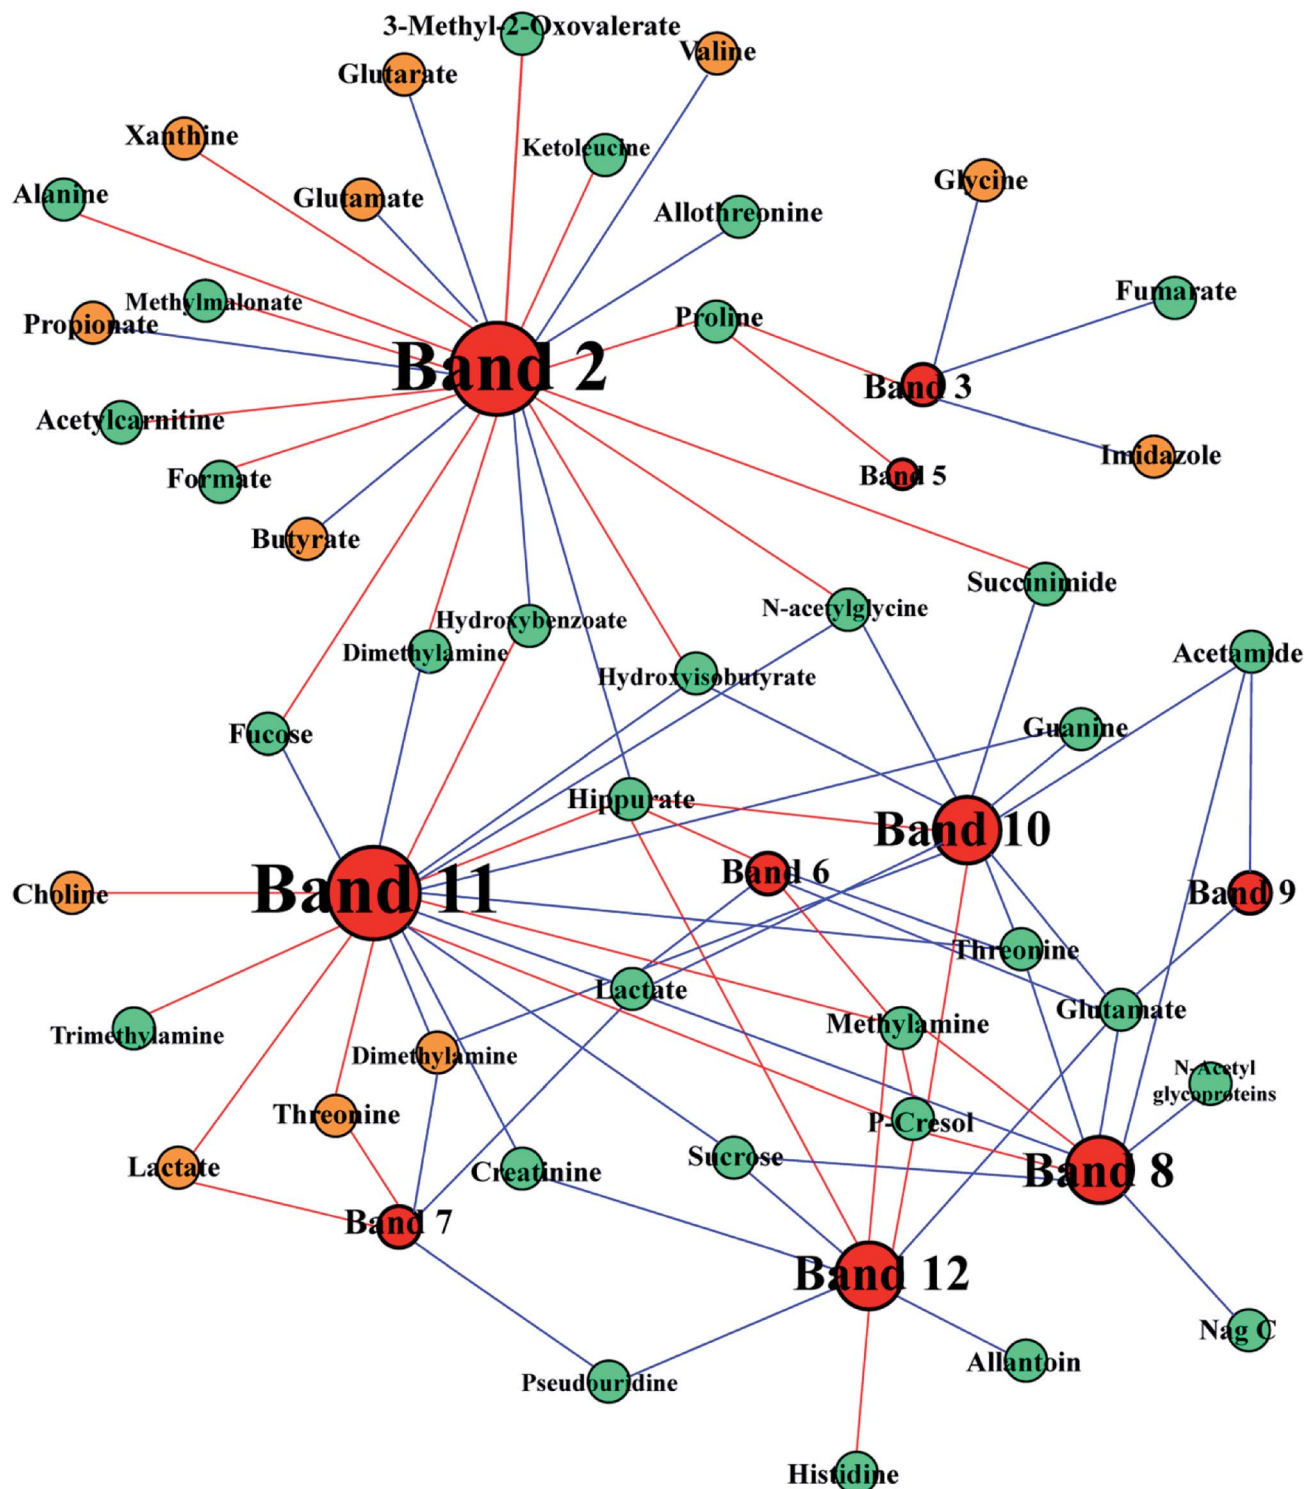 3-Methyl-2-Oxovalerate
Valine
Glutarate
Xanthine
Ketoleucine
Glycine
Alanine
Glutamate
Allothreonine
Fumarate
Methylmalonate
Propionate
Proline
Band 2
Band 3
Acetylcarnitine
Imidazole
Formate
Band 5
Butyrate
Succinimide
N-acetylglycine
Hydroxybenzoate
Dimethylamine
Acetamide
Hydroxyisobutyrate
Fucose
Guanine
Hippurate
Band 10
Band 6
Band 11
Choline
Band 9
Threonine
Lactate
Glutamate
Methylamine
Trimethylamine
Dimethylamine
N-Acetyl
glycoproteins
Threonine
P-Cresol
Sucrose
Lactate
Creatinine
Band 8
Band 7
Band 12
Nag C
Allantoin
Pseudouridine
Histidine